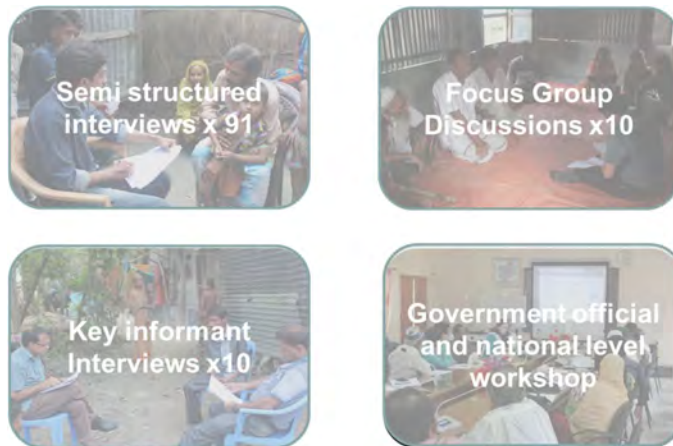 Semi structured
interviews x 91
Focus Group
Discussions x10
Key informant
Interviews x10
Government official
and national level
workshop